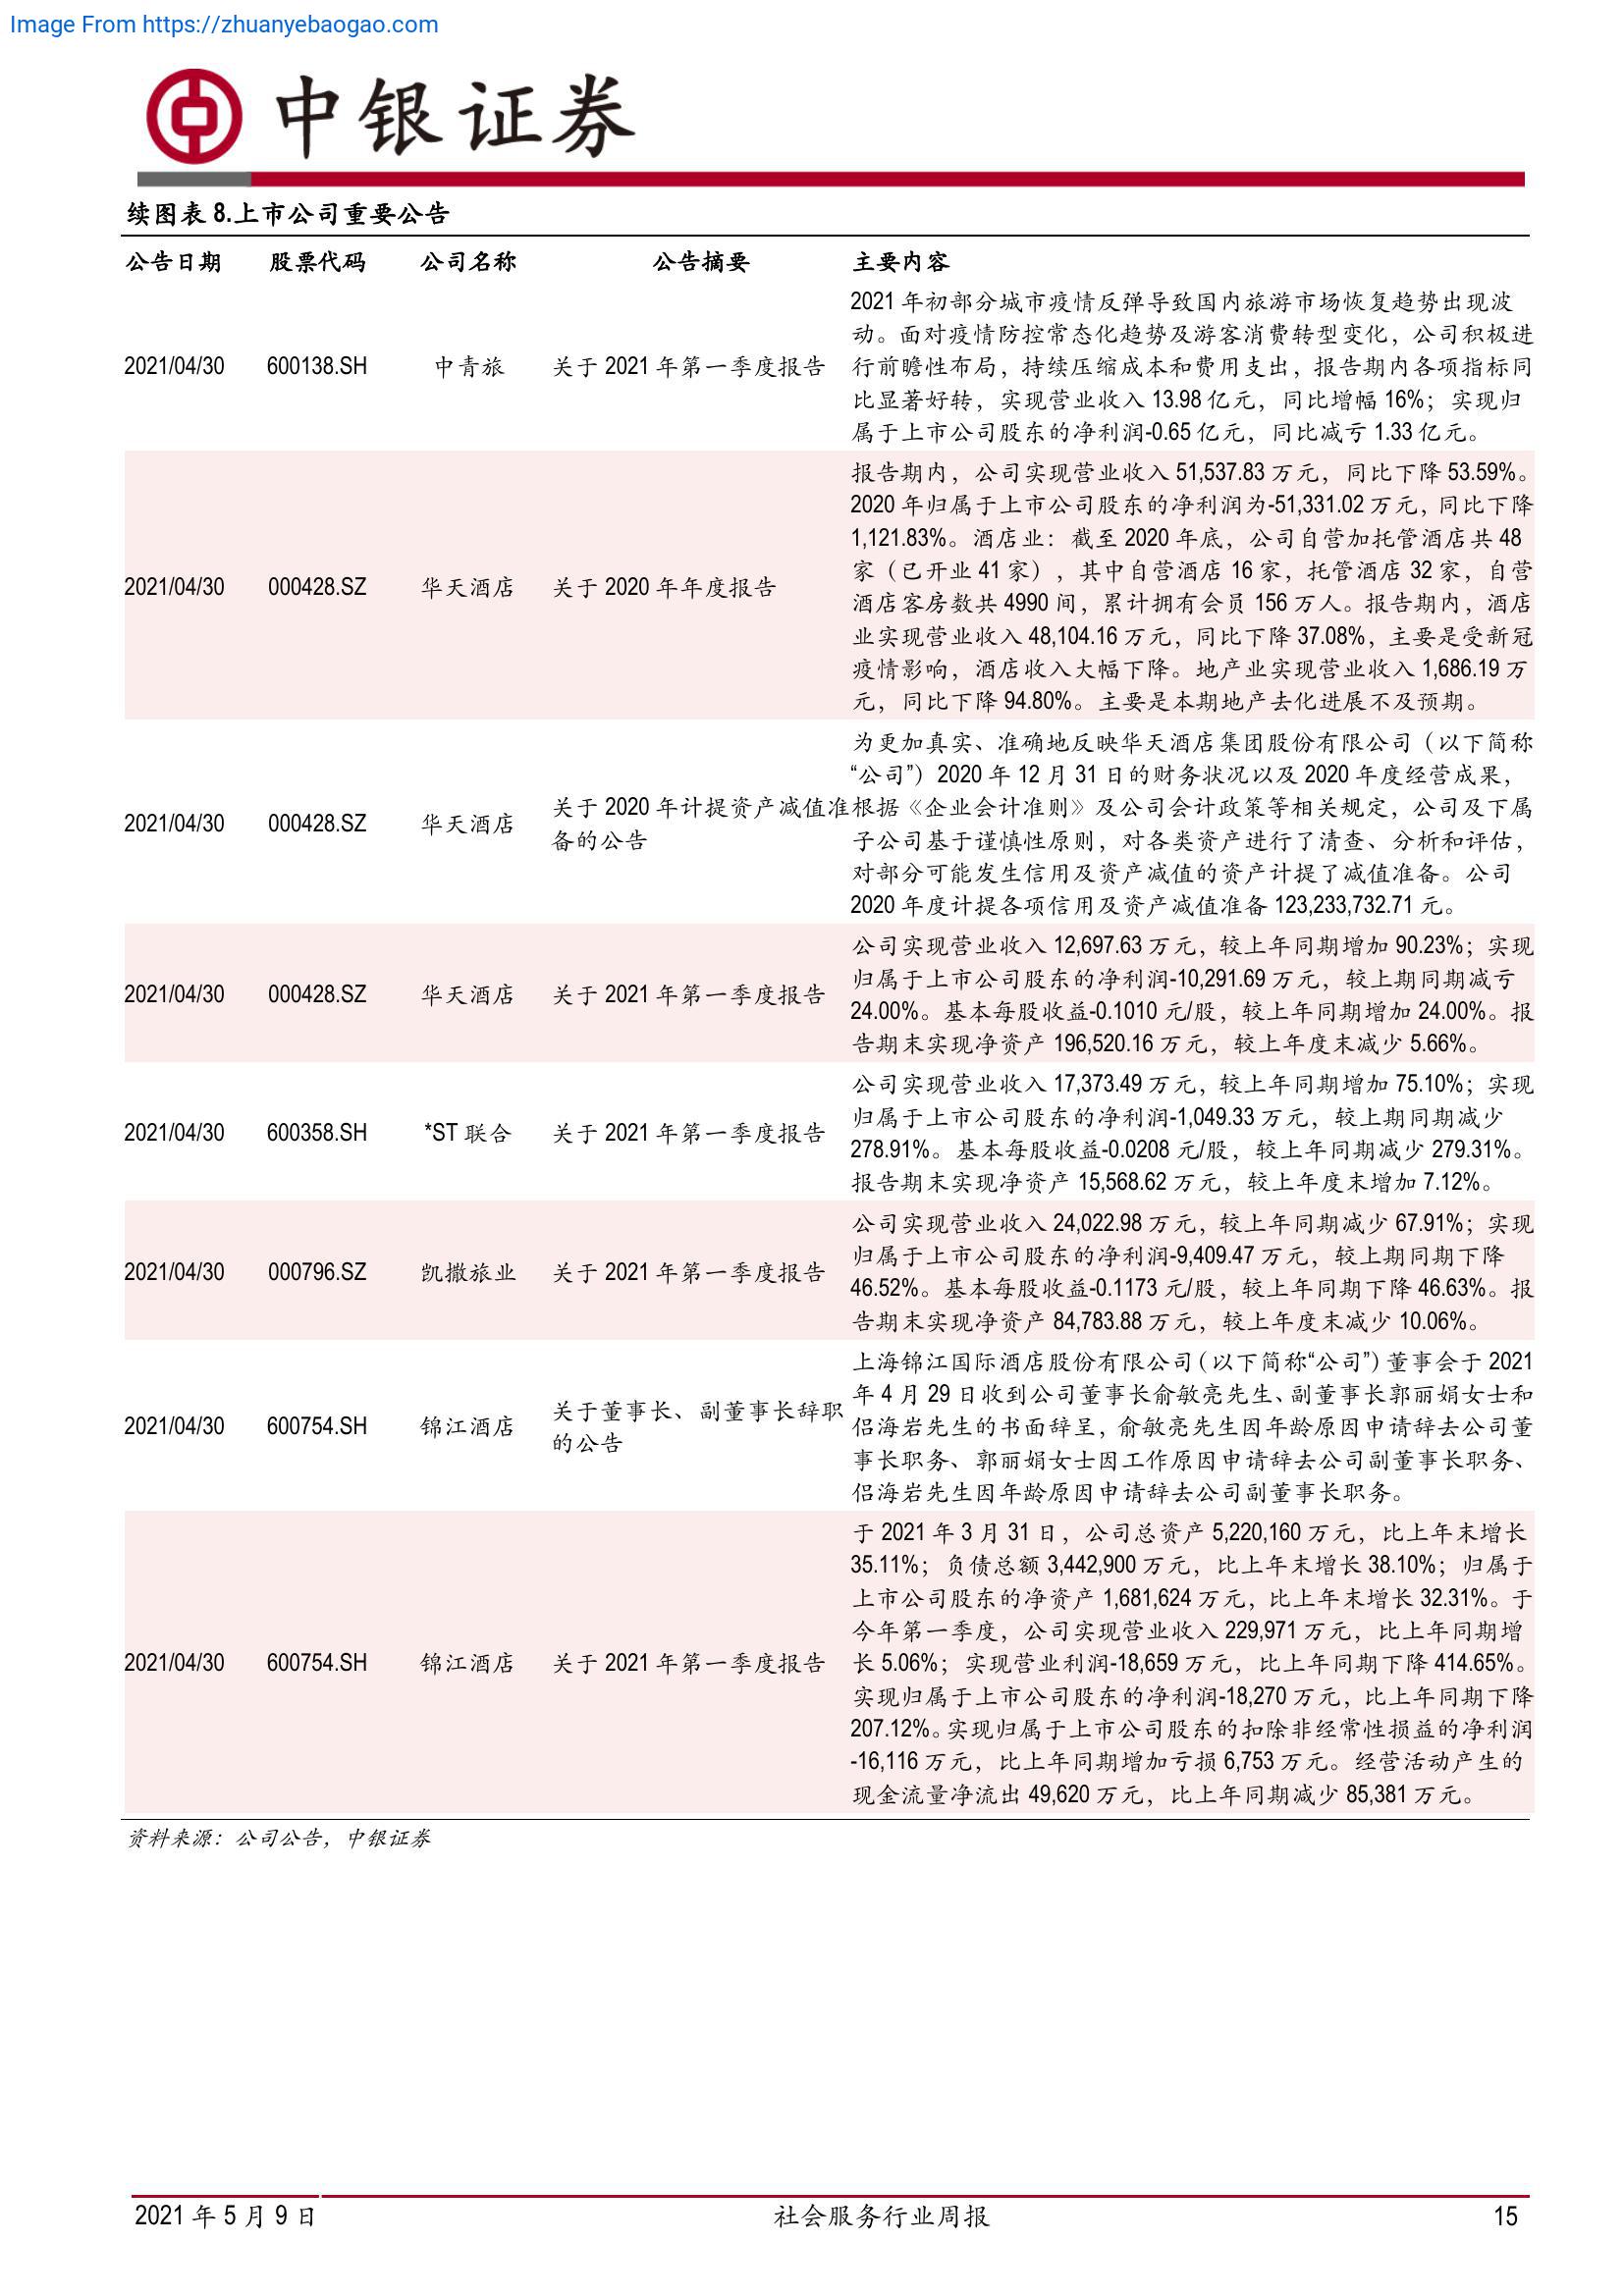 Image From https://zhuanyebaogao.com
中银证券
续图表 8.上市公司重要公告
公告日期 股票代码 公司名称 公告摘要 主要内容
2021/04/30 600138.SH 中青旅 关于 2021 年第一季度报告
2021 年初部分城市疫情反弹导致国内旅游市场恢复趋势出现波
动。面对疫情防控常态化趋势及游客消费转型变化，公司积极进
行前瞻性布局，持续压缩成本和费用支出，报告期内各项指标同
比显著好转，实现营业收入 13.98 亿元，同比增幅 16%；实现归
属于上市公司股东的净利润-0.65 亿元，同比减亏 1.33 亿元。
2021/04/30 000428.SZ 华天酒店 关于 2020 年年度报告
报告期内，公司实现营业收入 51,537.83 万元，同比下降 53.59%。
2020 年归属于上市公司股东的净利润为-51,331.02 万元，同比下降
1,121.83%。酒店业：截至 2020 年底，公司自营加托管酒店共 48
家（已开业 41 家），其中自营酒店 16 家，托管酒店 32 家，自营
酒店客房数共 4990 间，累计拥有会员 156 万人。报告期内，酒店
业实现营业收入 48,104.16 万元，同比下降 37.08%，主要是受新冠
疫情影响，酒店收入大幅下降。地产业实现营业收入 1,686.19 万
元，同比下降 94.80%。主要是本期地产去化进展不及预期。
2021/04/30 000428.SZ 华天酒店 关于 2020 年计提资产减值准
备的公告
为更加真实、准确地反映华天酒店集团股份有限公司（以下简称
“公司”）2020 年 12 月 31 日的财务状况以及 2020 年度经营成果，
根据《企业会计准则》及公司会计政策等相关规定，公司及下属
子公司基于谨慎性原则，对各类资产进行了清查、分析和评估，
对部分可能发生信用及资产减值的资产计提了减值准备。公司
2020 年度计提各项信用及资产减值准备 123,233,732.71 元。
2021/04/30 000428.SZ 华天酒店 关于 2021 年第一季度报告
公司实现营业收入 12,697.63 万元，较上年同期增加 90.23%；实现
归属于上市公司股东的净利润-10,291.69 万元，较上期同期减亏
24.00%。基本每股收益-0.1010 元/股，较上年同期增加 24.00%。报
告期末实现净资产 196,520.16 万元，较上年度末减少 5.66%。
2021/04/30 600358.SH *ST 联合 关于 2021 年第一季度报告
公司实现营业收入 17,373.49 万元，较上年同期增加 75.10%；实现
归属于上市公司股东的净利润-1,049.33 万元，较上期同期减少
278.91%。基本每股收益-0.0208 元/股，较上年同期减少 279.31%。
报告期末实现净资产 15,568.62 万元，较上年度末增加 7.12%。
2021/04/30 000796.SZ 凯撒旅业 关于 2021 年第一季度报告
公司实现营业收入 24,022.98 万元，较上年同期减少 67.91%；实现
归属于上市公司股东的净利润-9,409.47 万元，较上期同期下降
46.52%。基本每股收益-0.1173 元/股，较上年同期下降 46.63%。报
告期末实现净资产 84,783.88 万元，较上年度末减少 10.06%。
2021/04/30 600754.SH 锦江酒店 关于董事长、副董事长辞职
的公告
上海锦江国际酒店股份有限公司（以下简称“公司”）董事会于 2021
年 4 月 29 日收到公司董事长俞敏亮先生、副董事长郭丽娟女士和
侣海岩先生的书面辞呈，俞敏亮先生因年龄原因申请辞去公司董
事长职务、郭丽娟女士因工作原因申请辞去公司副董事长职务、
侣海岩先生因年龄原因申请辞去公司副董事长职务。
2021/04/30 600754.SH 锦江酒店 关于 2021 年第一季度报告
于 2021 年 3 月 31 日，公司总资产 5,220,160 万元，比上年末增长
35.11%；负债总额 3,442,900 万元，比上年末增长 38.10%；归属于
上市公司股东的净资产 1,681,624 万元，比上年末增长 32.31%。于
今年第一季度，公司实现营业收入 229,971 万元，比上年同期增
长 5.06%；实现营业利润-18,659 万元，比上年同期下降 414.65%。
实现归属于上市公司股东的净利润-18,270 万元，比上年同期下降
207.12%。实现归属于上市公司股东的扣除非经常性损益的净利润
-16,116 万元，比上年同期增加亏损 6,753 万元。经营活动产生的
现金流量净流出 49,620 万元，比上年同期减少 85,381 万元。
资料来源：公司公告，中银证券
2021 年 5 月 9 日 社会服务行业周报 15